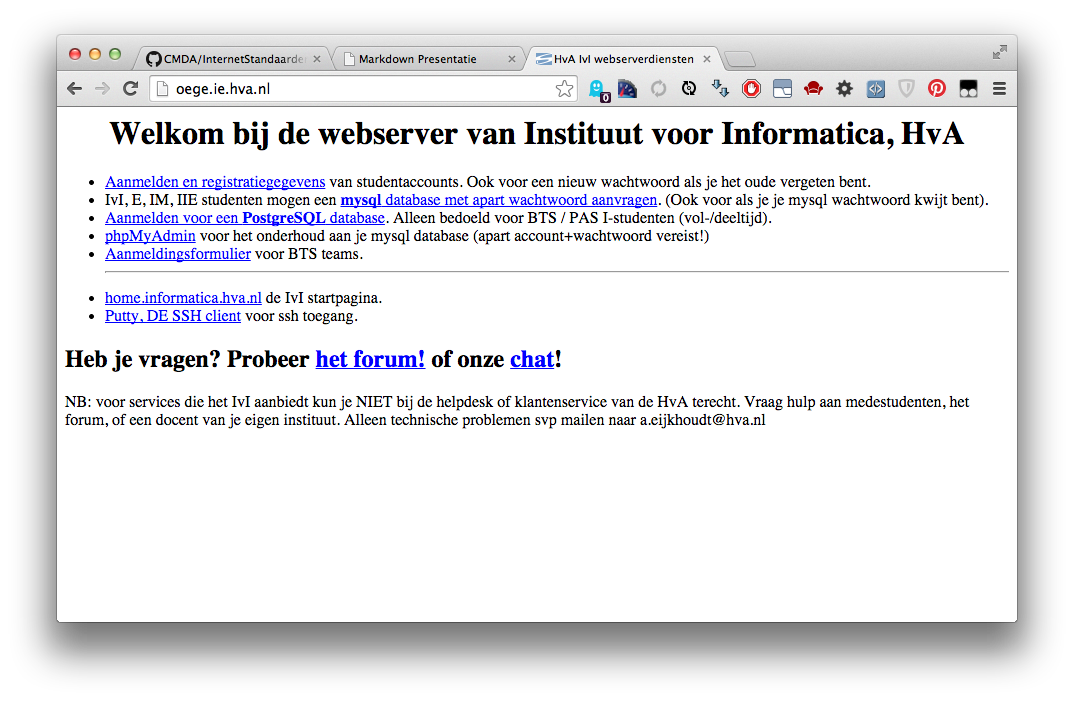 CMDA/InternetStandaarde
Markdown Presentatie
HvA IvI webserverdiensten
oege.ie.hva.nl
0
Welkom bij de webserver van Instituut voor Informatica, HvA
Aanmelden en registratiegegevens van studentaccounts. Ook voor een nieuw wachtwoord als je het oude vergeten bent.
IvI, E, IM, IIE studenten mogen een mysql database met apart wachtwoord aanvragen. (Ook voor als je je mysql wachtwoord kwijt bent).
Aanmelden voor een PostgreSQL database. Alleen bedoeld voor BTS / PAS I-studenten (vol-/deeltijd).
phpMyAdmin voor het onderhoud aan je mysql database (apart account+wachtwoord vereist!)
Aanmeldingsformulier voor BTS teams.
home.informatica.hva.nl de IvI startpagina.
Putty, DE SSH client voor ssh toegang.
Heb je vragen? Probeer het forum! of onze chat!
NB: voor services die het IvI aanbiedt kun je NIET bij de helpdesk of klantenservice van de HvA terecht. Vraag hulp aan medestudenten, het
forum, of een docent van je eigen instituut. Alleen technische problemen svp mailen naar a.eijkhoudt@hva.nl